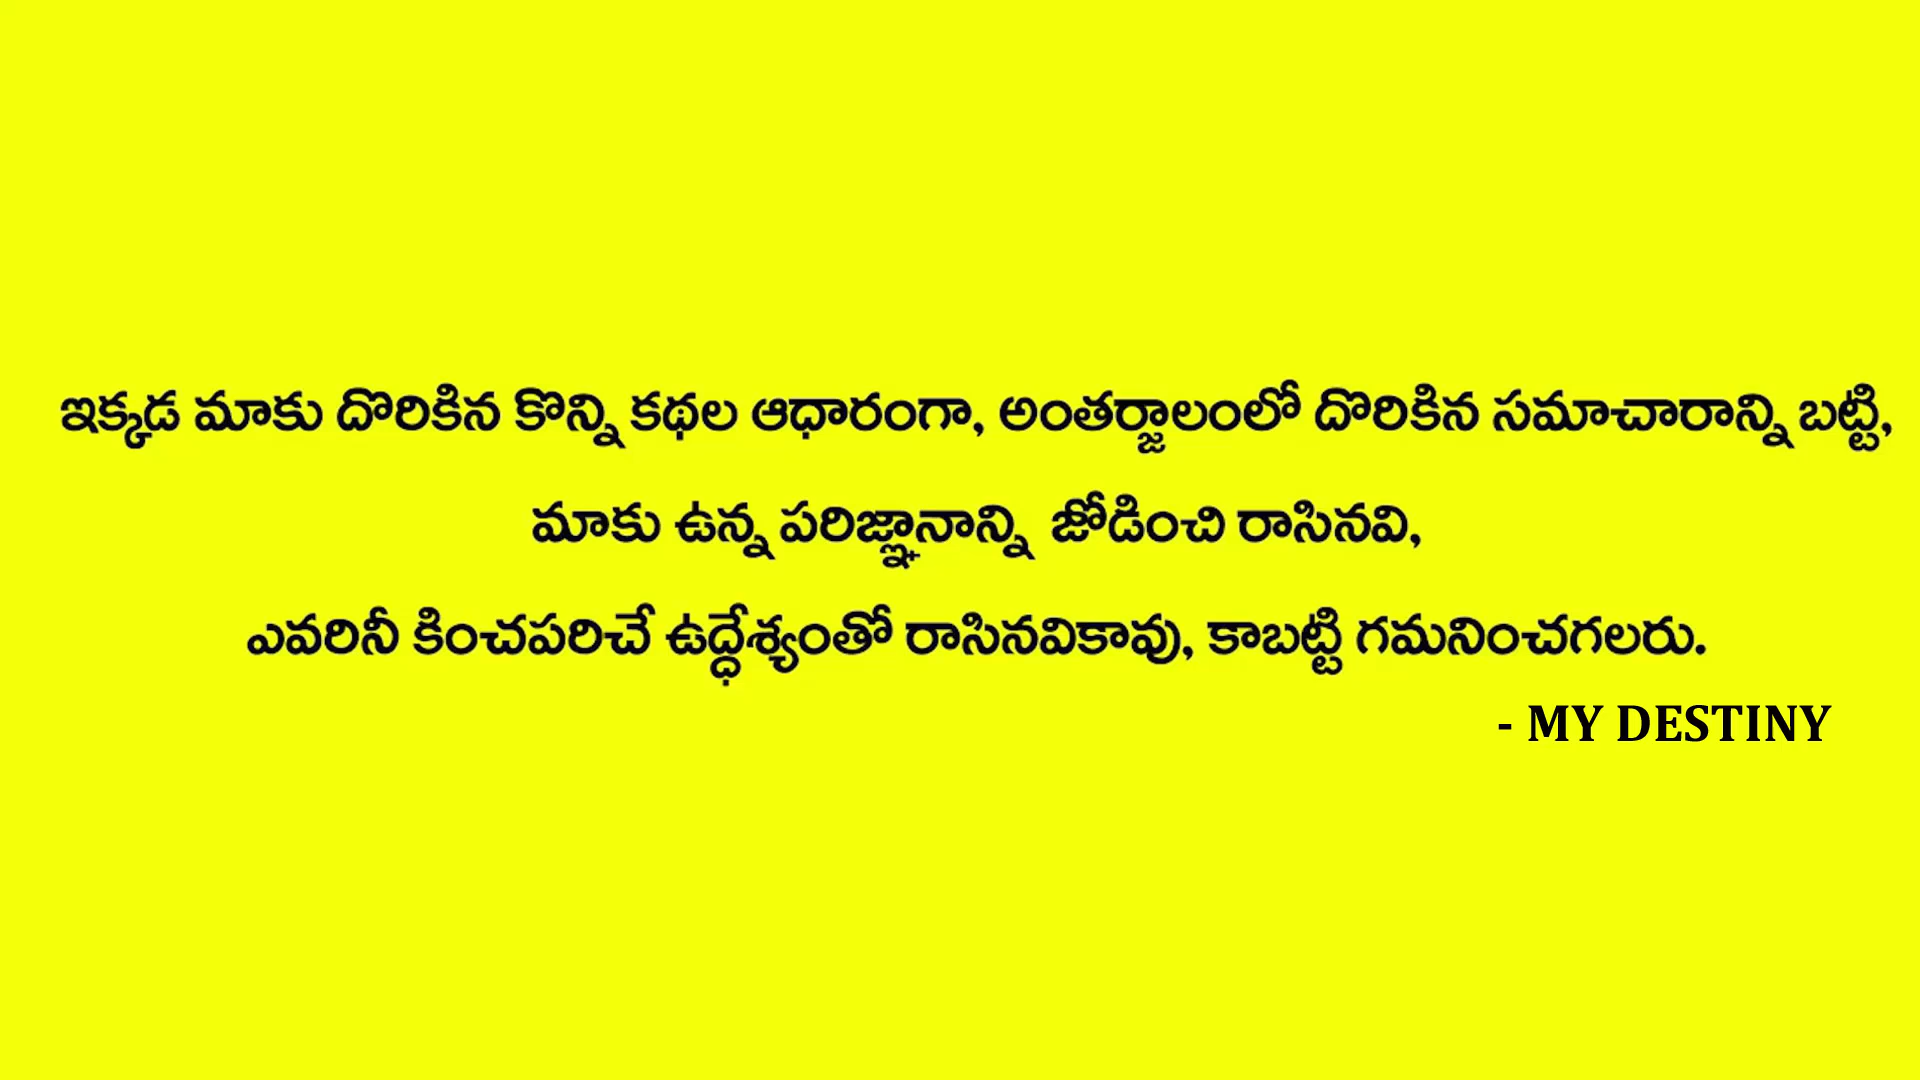 ఇక్కడ మాకు దొరికిన కొన్ని కథల ఆధారంగా, అంతర్జాలంలో దొరికిన సమాచారాన్ని బట్టి,
మాకు ఉన్న పరిజ్ఞానాన్ని జోడించి రాసినవి,
ఎవరినీ కించపరిచే ఉద్ధేశ్యంతో రాసినవికావు, కాబట్టి గమనించగలరు.
- MY DESTINY